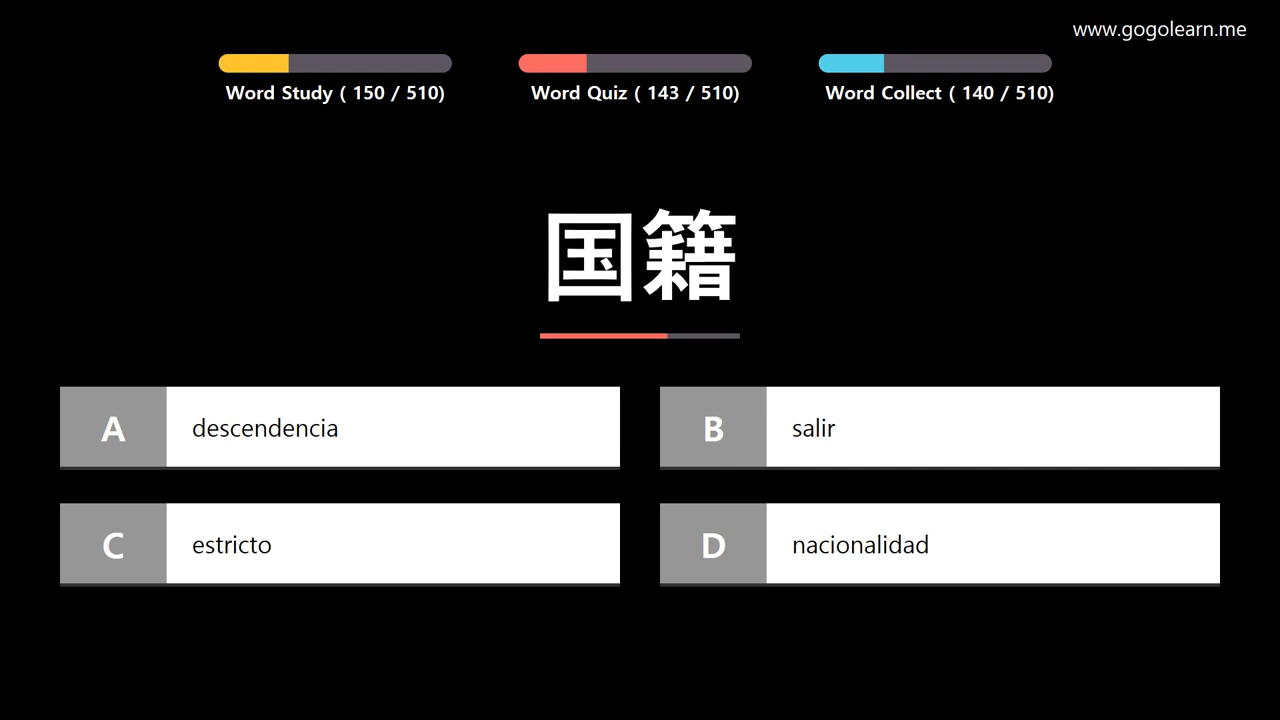 www.gogolearn.me
Word Study ( 150 / 510)
Word Quiz ( 143 / 510)
Word Collect ( 140 / 510)
国籍
A descendencia
B salir
C estricto
D nacionalidad